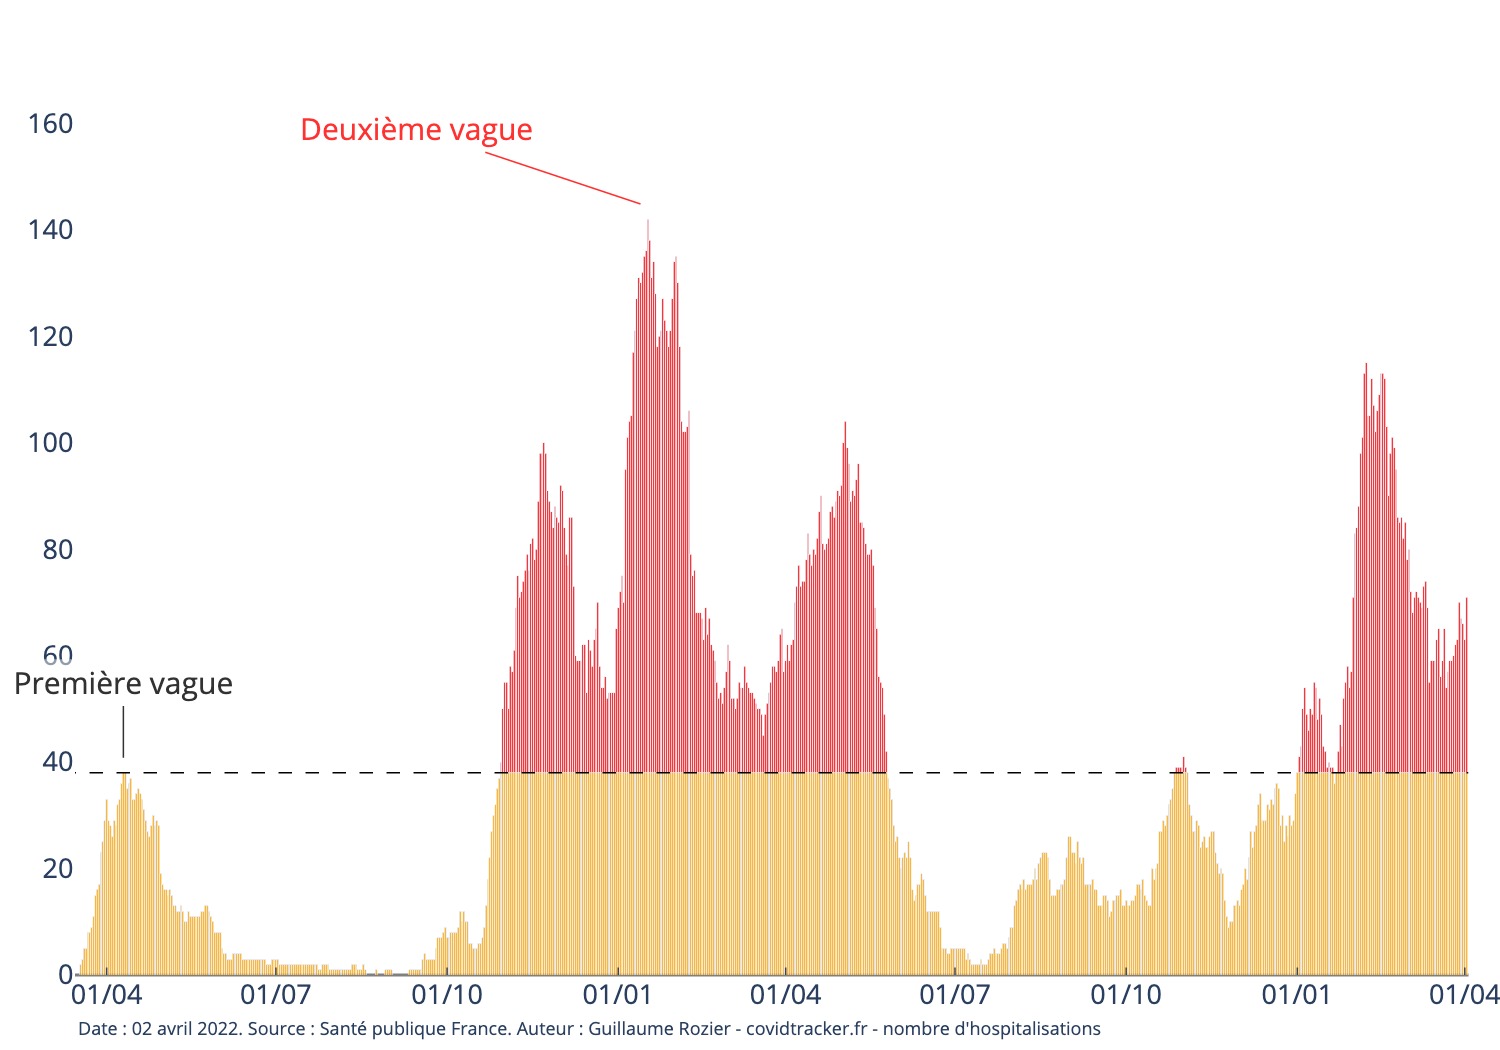 160
Deuxième vague
140
120
100
80
60
Première vague
40
20
0
01/04 01/07 01/10 01/01 01/04 01/07 01/10 01/01 01/04
Date : 02 avril 2022. Source : Santé publique France. Auteur : Guillaume Rozier - covidtracker.fr - nombre d'hospitalisations